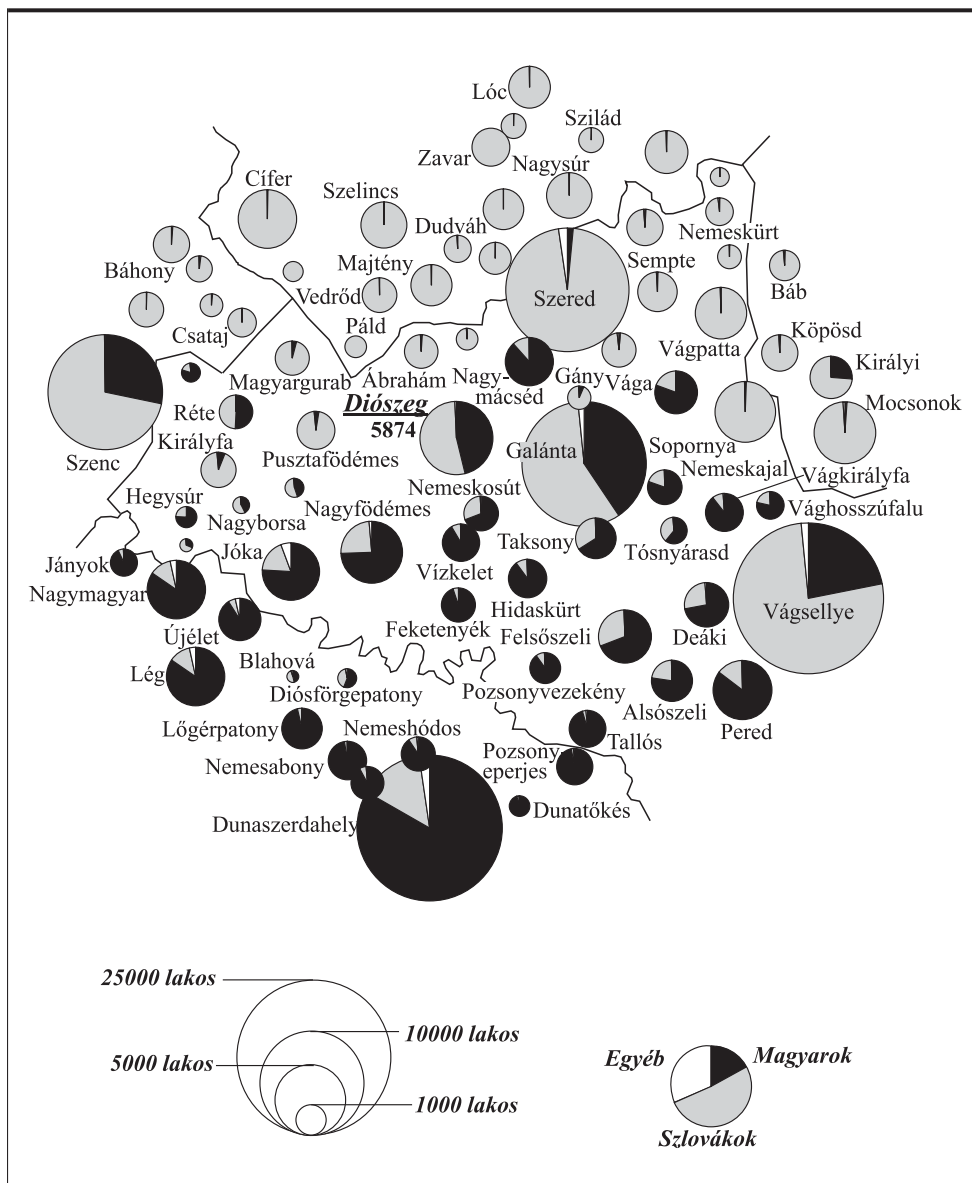 Lóc
Szilád
Zavar
Nagysúr
Cífer
Szelincs
Dudváh
Nemeskürt
Báhony
Majtény
Sempte
Báb
Vedrőd
Szered
Csataj
Páld
Vágpatta
Köpösd
Magyargurab
Ábrahám
Nagy-
mácséd
Gány
Vága
Királyi
Diószeg
5874
Réte
Mocsonok
Királyfa
Pusztafödémes
Galánta
Sopornya
Szenc
Nemeskajal
Vágkirályfa
Hegysúr
Nagyborsa
Nagyfödémes
Nemeskosút
Vághosszúfalu
Jóka
Taksony
Tósnyárasd
Jányok
Vízkelet
Nagymagyar
Hidaskürt
Vágsellye
Feketenyék
Felsőszeli
Deáki
Újélet
Blahová
Lég
Diósförgepatony
Pozsonyvezekény
Alsószeli
Pered
Lőgérpatony
Nemeshódos
Tallós
Nemesabony
Pozsony-
eperjes
Dunaszerdahely
Dunatőkés
25000 lakos
10000 lakos
5000 lakos
1000 lakos
Egyéb
Magyarok
Szlovákok